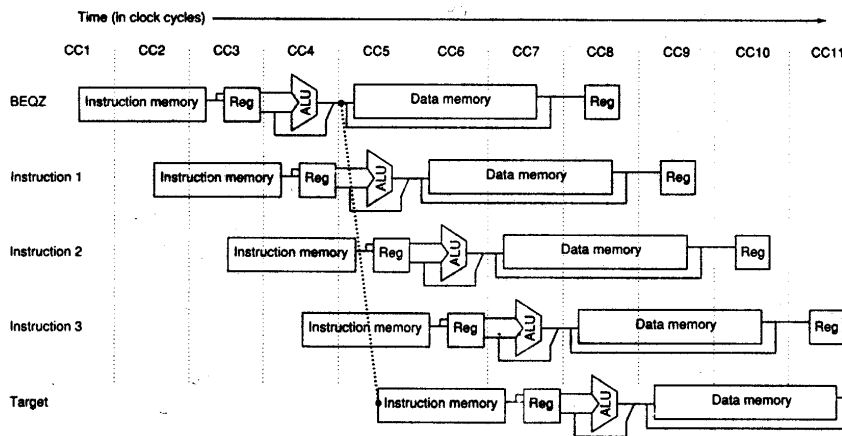 Time (in clock cycles)
CC1 CC2 CC3 CC4 CC5 CC6 CC7 CC8 CC9 CC10 CC11
BEQZ Instruction memory Reg ALU Data memory Reg
Instruction 1 Instruction memory Reg ALU Data memory Reg
Instruction 2 Instruction memory Reg ALU Data memory Reg
Instruction 3 Instruction memory Reg ALU Data memory Reg
Target Instruction memory Reg ALU Data memory